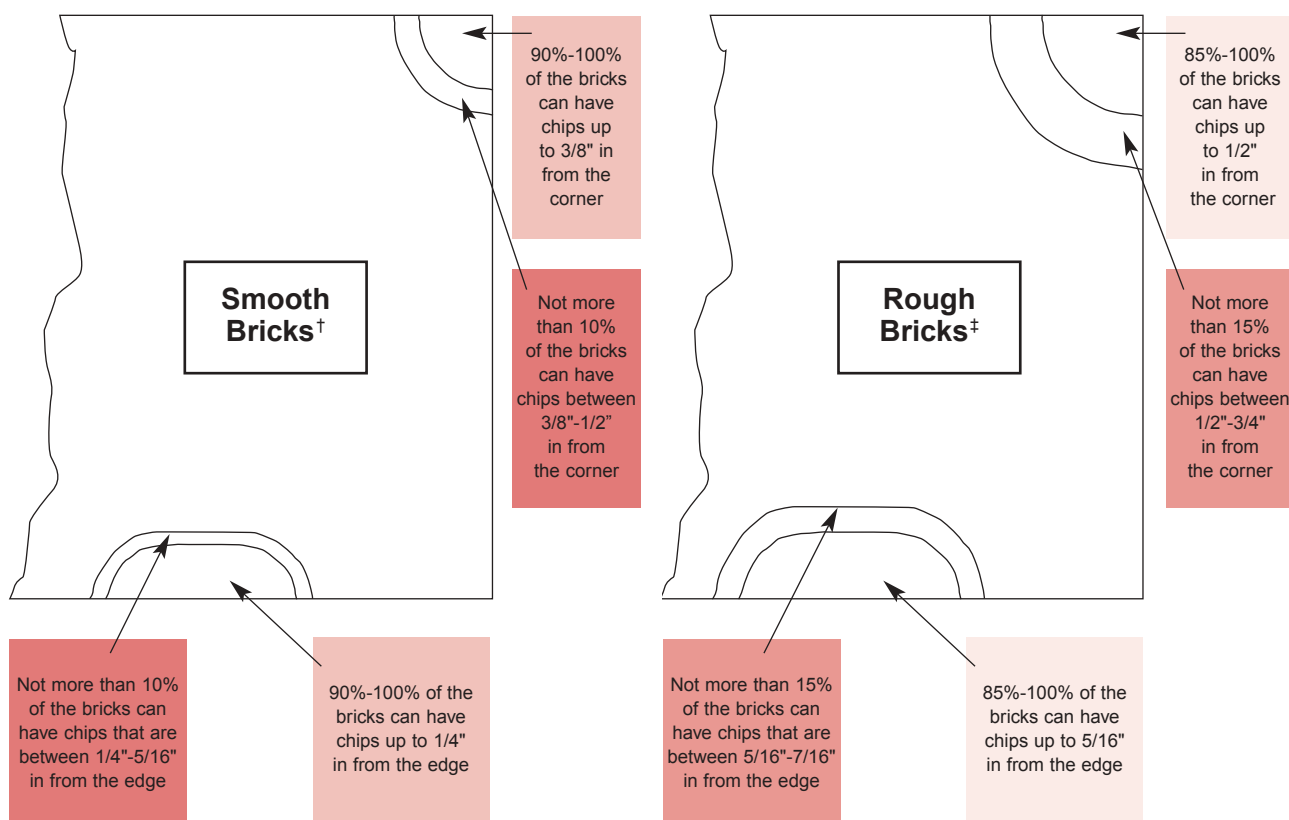 90%-100%
of the bricks
can have
chips up
to 3/8" in
from the
corner
Not more
than 10%
of the bricks
can have
chips between
3/8"-1/2”
in from
the corner
Smooth
Bricks†
Not more than 10%
of the bricks can
have chips that are
between 1/4"-5/16"
in from the edge
90%-100% of the
bricks can have
chips up to 1/4"
in from the edge
85%-100%
of the bricks
can have
chips up
to 1/2"
in from
the corner
Not more
than 15%
of the bricks
can have
chips between
1/2"-3/4"
in from
the corner
Rough
Bricks‡
Not more than 15%
of the bricks can
have chips that are
between 5/16"-7/16"
in from the edge
85%-100% of the
bricks can have
chips up to 5/16"
in from the edge